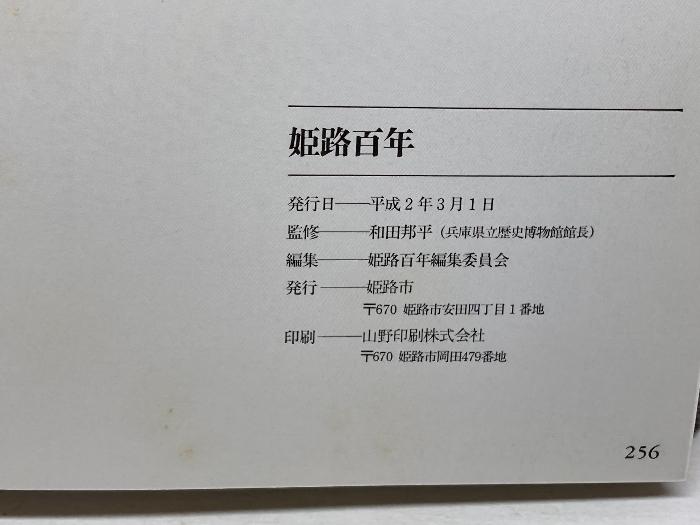 姫路百年
発行日――平成2年3月1日
監修――和田邦平（兵庫県立歴史博物館館長）
編集――姫路百年編集委員会
発行――姫路市
〒670 姫路市安田四丁目1番地
印刷――山野印刷株式会社
〒670 姫路市岡田479番地
256